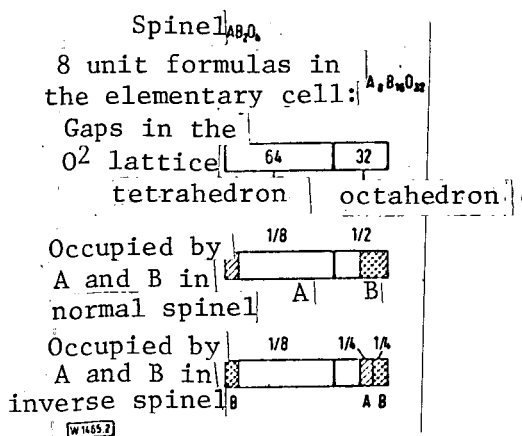 Spinel AB₂O₄
8 unit formulas in
the elementary cell: A₈B₁₆O₃₂
Gaps in the
O² lattice 64 32
tetrahedron octahedron
1/8 1/2
Occupied by
A and B in
normal spinel A B
1/8 1/4 1/4
Occupied by
A and B in
inverse spinel B A B
W1465.2